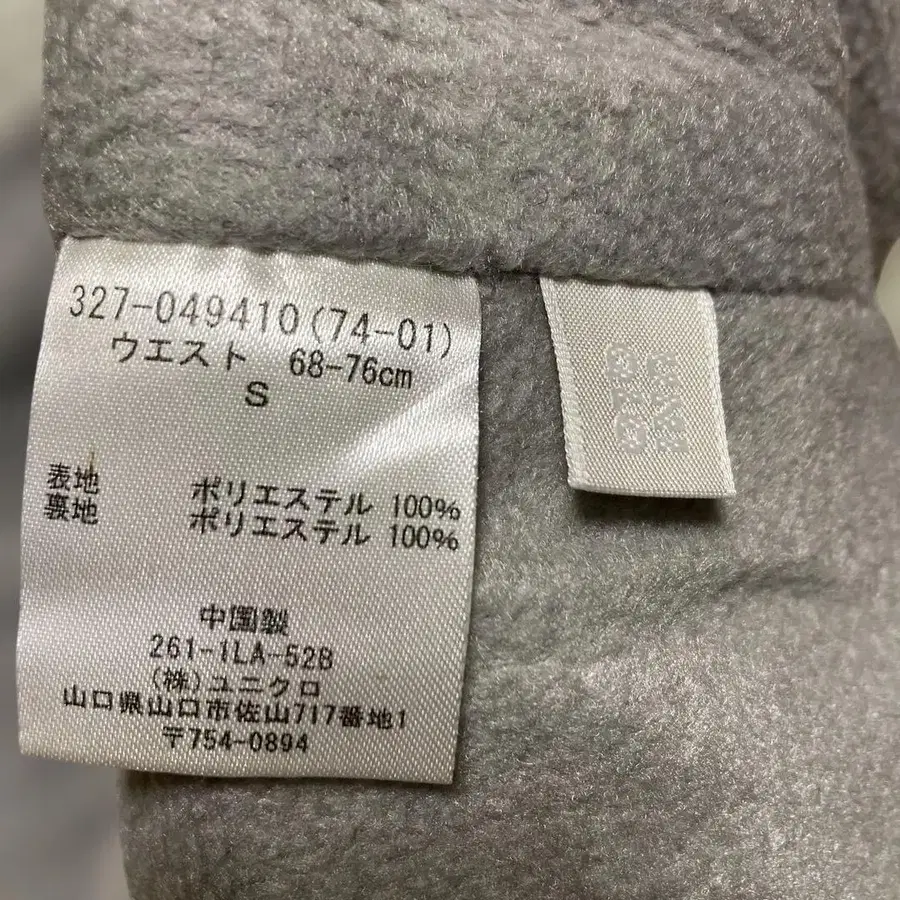 327-049410(74-01)
ウエスト 68-76cm
S
表地 ポリエステル 100%
裏地 ポリエステル 100%
中国製
261-1LA-52B
(株)ユニクロ
山口県山口市佐山717番地1
〒754-0894